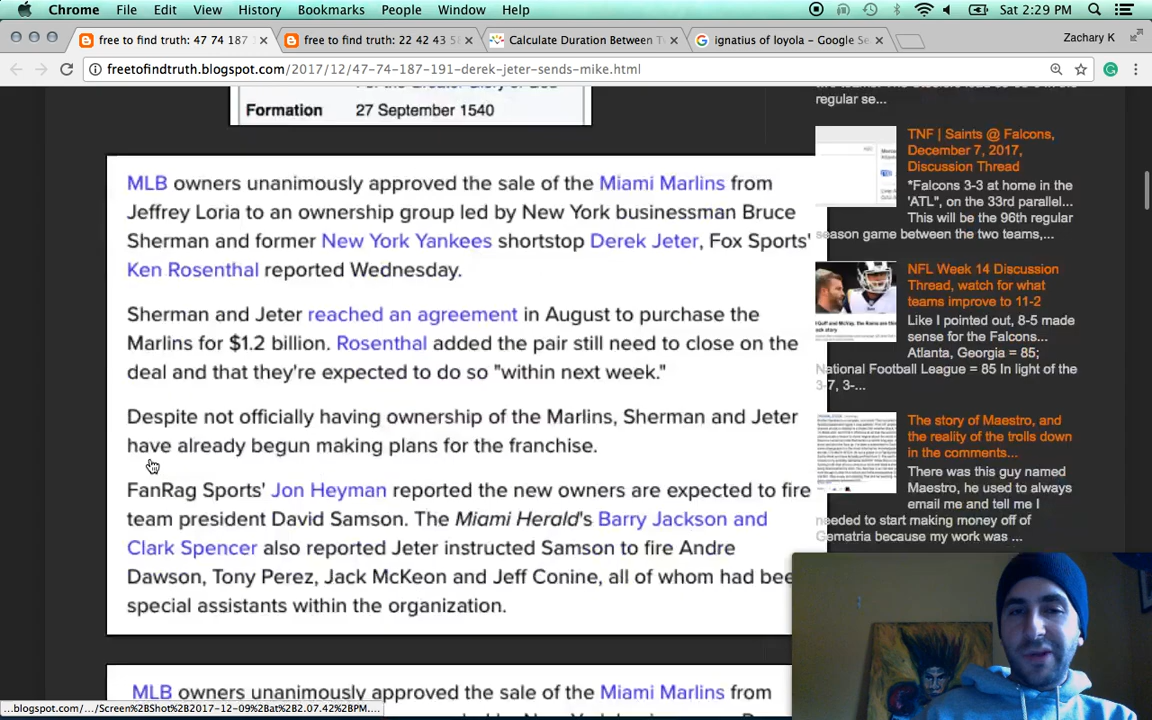 Chrome File Edit View History Bookmarks People Window Help Sat 2:29 PM
free to find truth: 47 74 187
free to find truth: 22 42 43 5
Calculate Duration Between T
ignatius of loyola – Google Se
Zachary K
freetofindtruth.blogspot.com/2017/12/47-74-187-191-derek-jeter-sends-mike.html
Formation 27 September 1540
MLB owners unanimously approved the sale of the Miami Marlins from
Jeffrey Loria to an ownership group led by New York businessman Bruce
Sherman and former New York Yankees shortstop Derek Jeter, Fox Sports'
Ken Rosenthal reported Wednesday.
Sherman and Jeter reached an agreement in August to purchase the
Marlins for $1.2 billion. Rosenthal added the pair still need to close on the
deal and that they're expected to do so "within next week."
Despite not officially having ownership of the Marlins, Sherman and Jeter
have already begun making plans for the franchise.
FanRag Sports' Jon Heyman reported the new owners are expected to fire
team president David Samson. The Miami Herald's Barry Jackson and
Clark Spencer also reported Jeter instructed Samson to fire Andre
Dawson, Tony Perez, Jack McKeon and Jeff Conine, all of whom had bee
special assistants within the organization.
MLB owners unanimously approved the sale of the Miami Marlins from
regular se...
TNF | Saints @ Falcons,
December 7, 2017,
Discussion Thread
*Falcons 3-3 at home in the
'ATL", on the 33rd parallel...
This will be the 96th regular
season game between the two teams,...
NFL Week 14 Discussion
Thread, watch for what
teams improve to 11-2
Like I pointed out, 8-5 made
sense for the Falcons...
Atlanta, Georgia = 85;
National Football League = 85 In light of the
3-7, 3-...
The story of Maestro, and
the reality of the trolls down
in the comments...
There was this guy named
Maestro, he used to always
email me and tell me I
needed to start making money off of
Gematria because my work was ...
.blogspot.com/.../Screen%2BShot%2B2017-12-09%2Bat%2B2.07.42%2BPM....